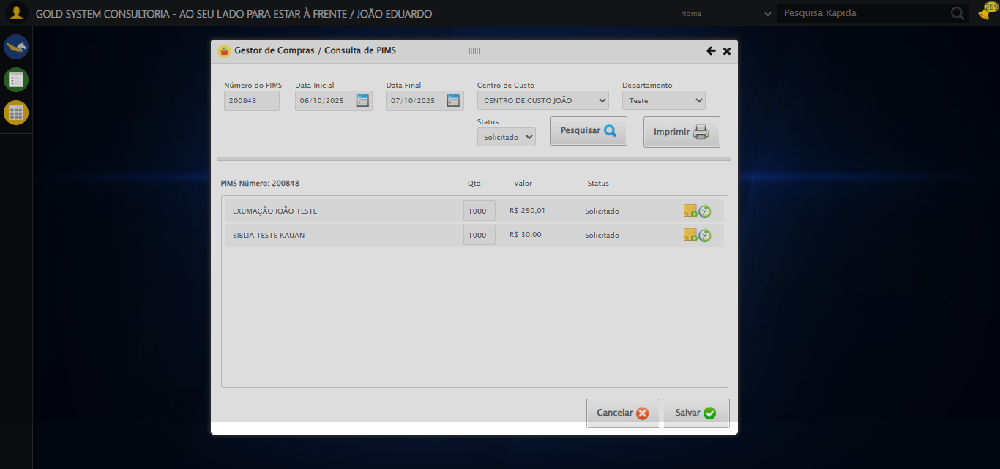 GOLD SYSTEM CONSULTORIA - AO SEU LADO PARA ESTAR À FRENTE / JOÃO EDUARDO
Nome
Pesquisa Rapida
269
Gestor de Compras / Consulta de PIMS
Número do PIMS Data Inicial Data Final Centro de Custo Departamento
200848 06/10/2025 07/10/2025 CENTRO DE CUSTO JOÃO Teste
Status
Solicitado Pesquisar Imprimir
PIMS Número: 200848 Qtd. Valor Status
EXUMAÇÃO JOÃO TESTE 1000 R$ 250,01 Solicitado
BIBLIA TESTE KAUAN 1000 R$ 30,00 Solicitado
Cancelar Salvar